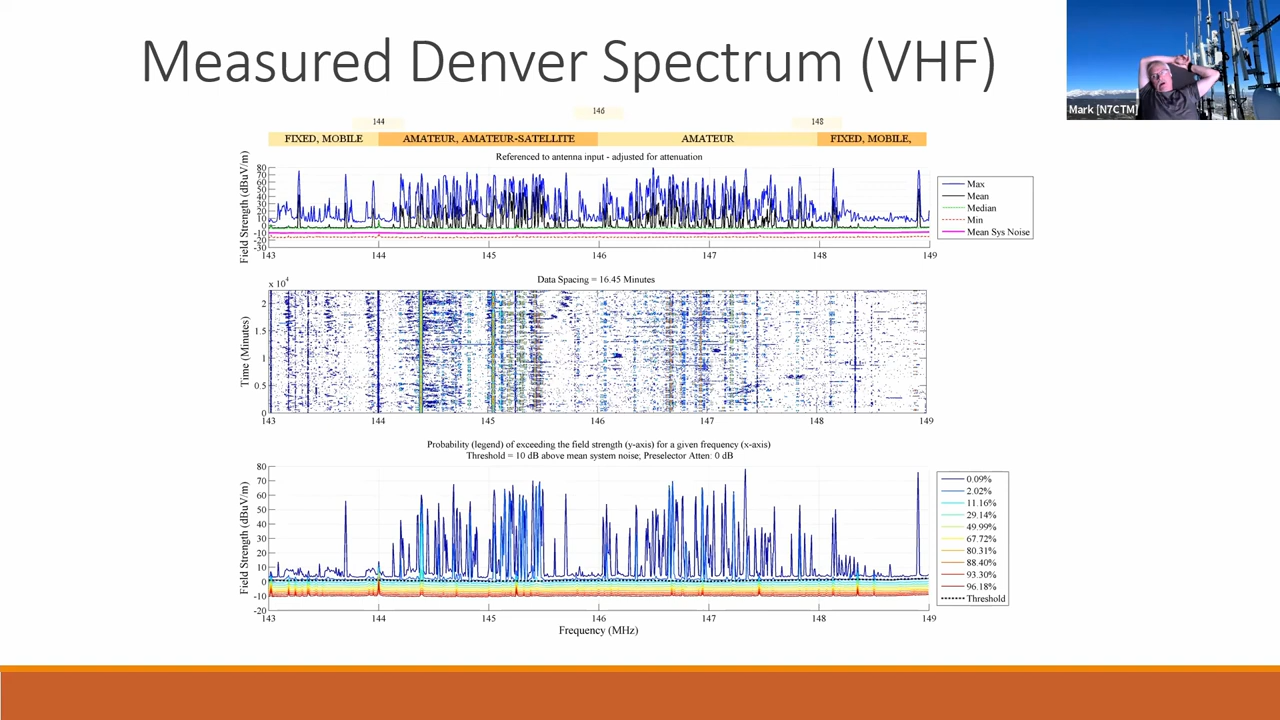 Measured Denver Spectrum (VHF)
Mark [N7CTM]
144
146
148
FIXED, MOBILE
AMATEUR, AMATEUR-SATELLITE
AMATEUR
FIXED, MOBILE,
Referenced to antenna input - adjusted for attenuation
Field Strength (dBuV/m)
80
70
60
50
40
30
20
10
0
-10
-20
-30
143 144 145 146 147 148 149
Max
Mean
Median
Min
Mean Sys Noise
Data Spacing = 16.45 Minutes
x 10⁴
Time (Minutes)
2
1.5
1
0.5
0
143 144 145 146 147 148 149
Probability (legend) of exceeding the field strength (y-axis) for a given frequency (x-axis)
Threshold = 10 dB above mean system noise; Preselector Atten: 0 dB
Field Strength (dBuV/m)
80
70
60
50
40
30
20
10
0
-10
-20
143 144 145 146 147 148 149
Frequency (MHz)
0.09%
2.02%
11.16%
29.14%
49.99%
67.72%
80.31%
88.40%
93.30%
96.18%
Threshold